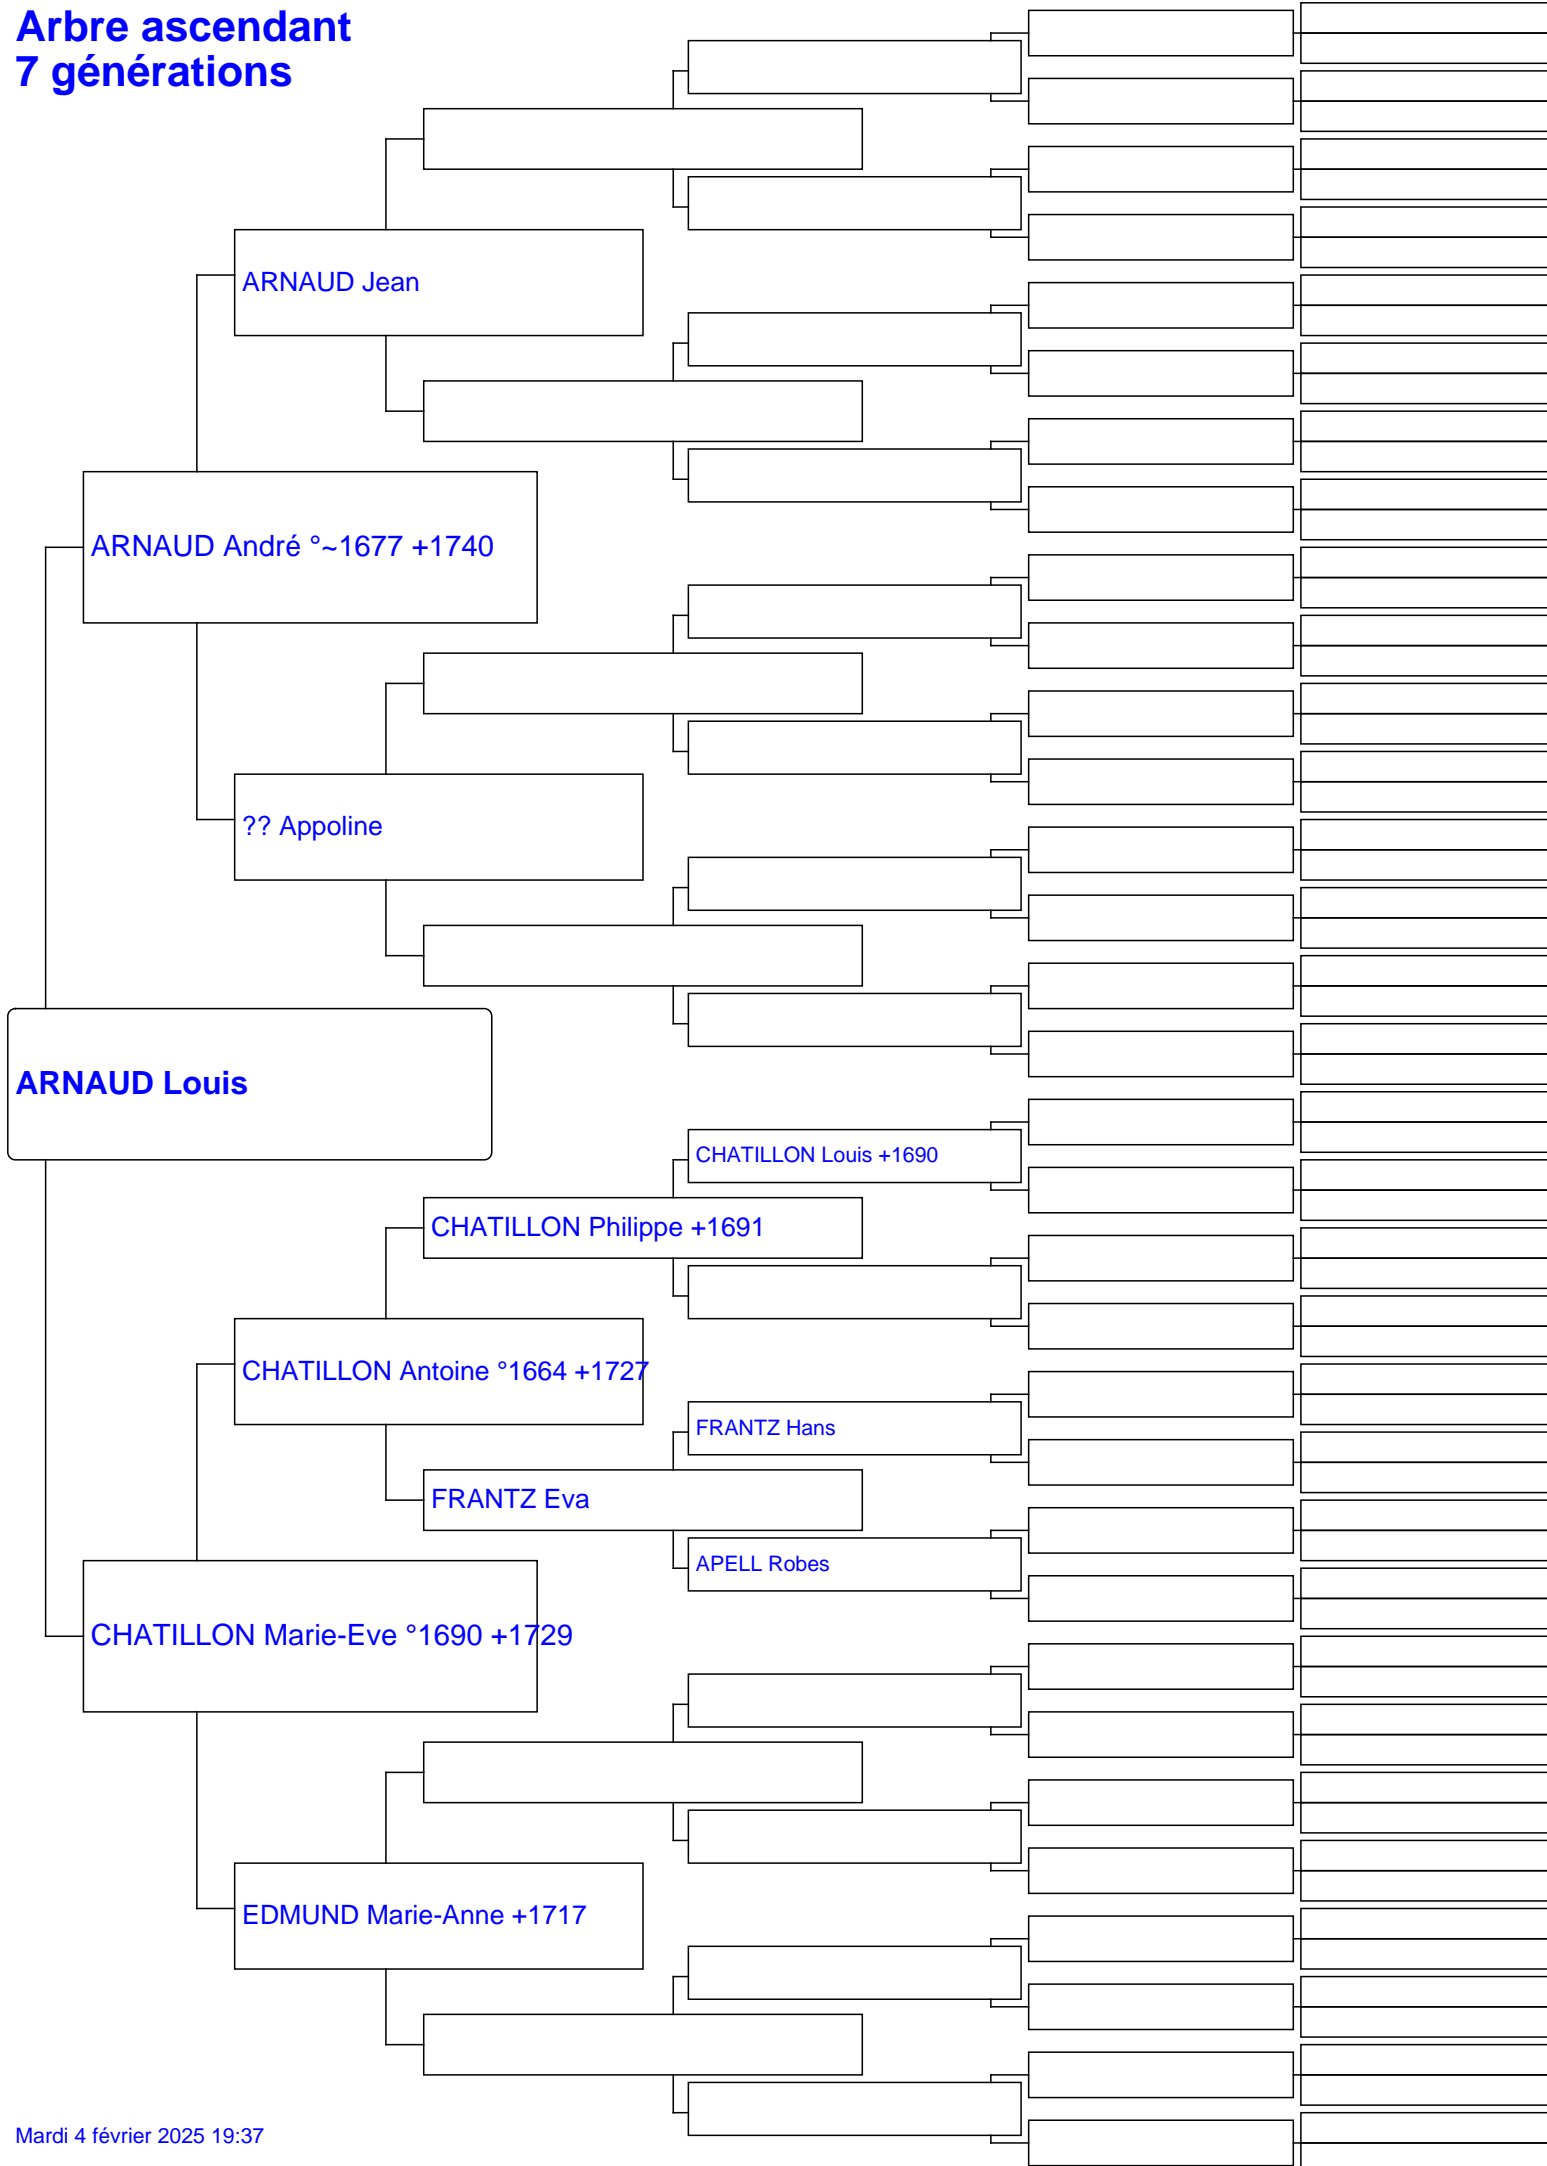 Arbre ascendant
7 générations
ARNAUD Jean
ARNAUD André °~1677 +1740
?? Appoline
ARNAUD Louis
CHATILLON Louis +1690
CHATILLON Philippe +1691
CHATILLON Antoine °1664 +1727
FRANTZ Hans
FRANTZ Eva
APELL Robes
CHATILLON Marie-Eve °1690 +1729
EDMUND Marie-Anne +1717
Mardi 4 février 2025 19:37